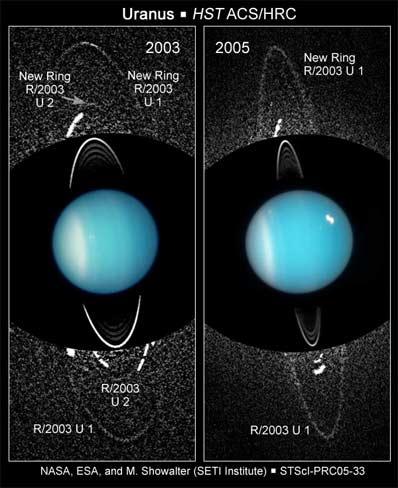 Uranus ▪ HST ACS/HRC
2003
New Ring
R/2003
U 2
New Ring
R/2003
U 1
R/2003
U 2
R/2003 U 1
2005
New Ring
R/2003 U 1
R/2003 U 1
NASA, ESA, and M. Showalter (SETI Institute) ▪ STScI-PRC05-33